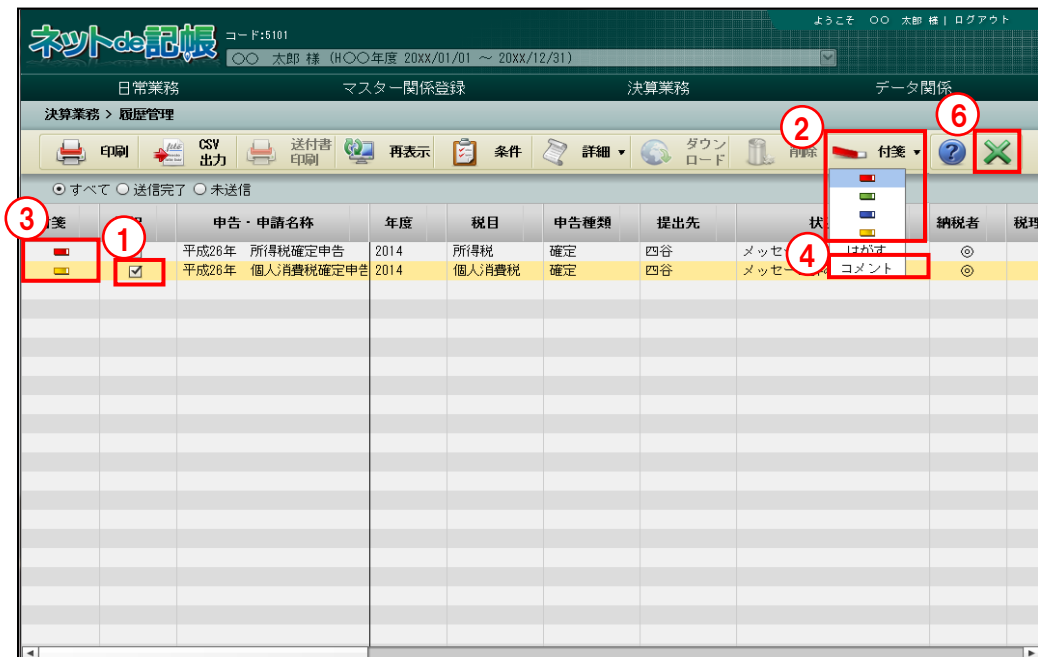 ようこそ 〇〇 太郎 様 | ログアウト
ネットde記帳
コード:5101
〇〇 太郎 様 (H〇〇年度 20XX/01/01 ～ 20XX/12/31)
日常業務 マスター関係登録 決算業務 データ関係
決算業務 > 履歴管理
⑥
②
印刷 CSV出力 送付書印刷 再表示 条件 詳細 ▼ ダウンロード 削除 付箋 ▼
すべて 送信完了 未送信
③ 箋 ① 申告・申請名称 年度 税目 申告種類 提出先 状 納税者 税理
平成26年 所得税確定申告 2014 所得税 確定 四谷 メッセー はがす ◎
平成26年 個人消費税確定申告 2014 個人消費税 確定 四谷 メッセー ④ コメント ◎